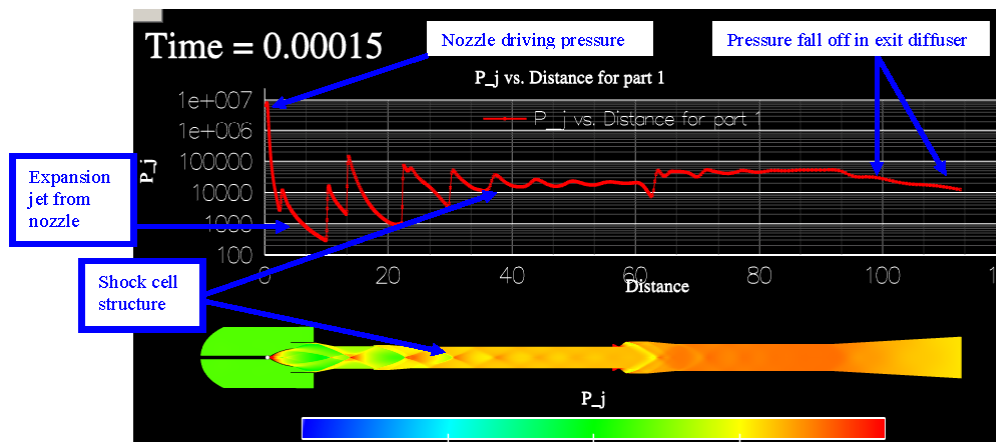 Time = 0.00015
Nozzle driving pressure
Pressure fall off in exit diffuser
P_j vs. Distance for part 1
1e+007
P_j vs. Distance for part 1
1e+006
100000
P_j
10000
1000
100
Expansion
jet from
nozzle
0
20
40
60
80
100
Distance
Shock cell
structure
P_j